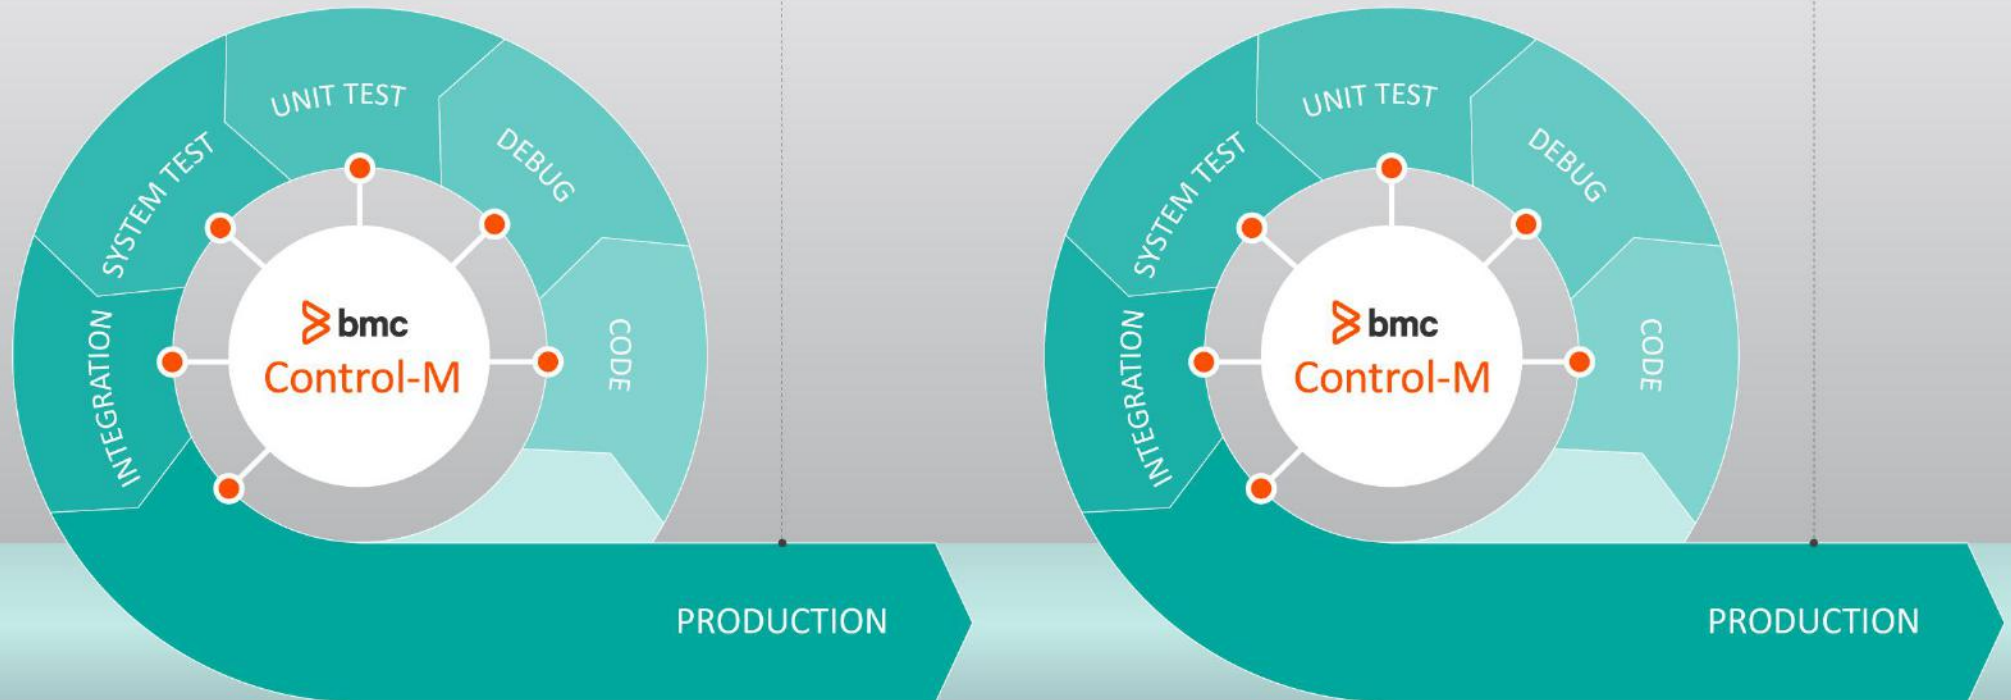 UNIT TEST
DEBUG
SYSTEM TEST
CODE
INTEGRATION
bmc
Control-M
PRODUCTION
UNIT TEST
DEBUG
SYSTEM TEST
CODE
INTEGRATION
bmc
Control-M
PRODUCTION